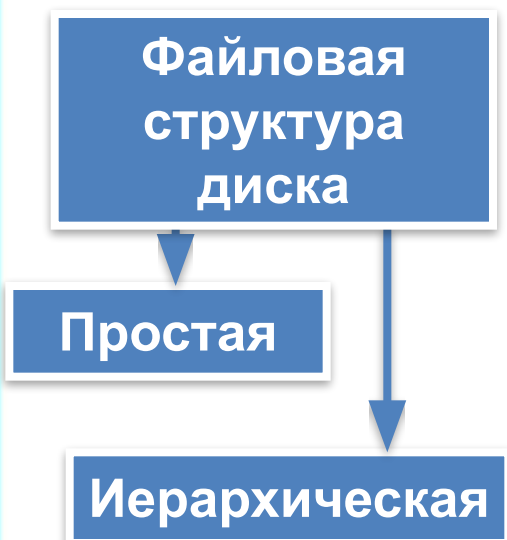 Файловая
структура
диска
Простая
Иерархическая